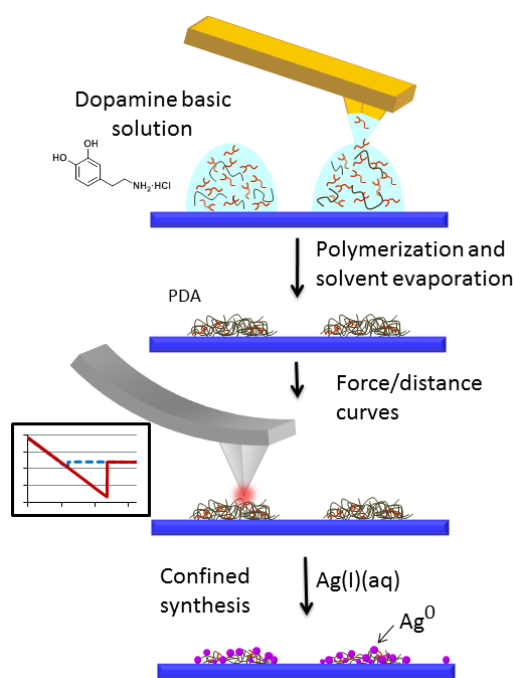 Dopamine basic
solution
OH
HO
NH₂·HCl
Polymerization and
solvent evaporation
PDA
Force/distance
curves
Confined
synthesis
Ag(I)(aq)
Ag⁰